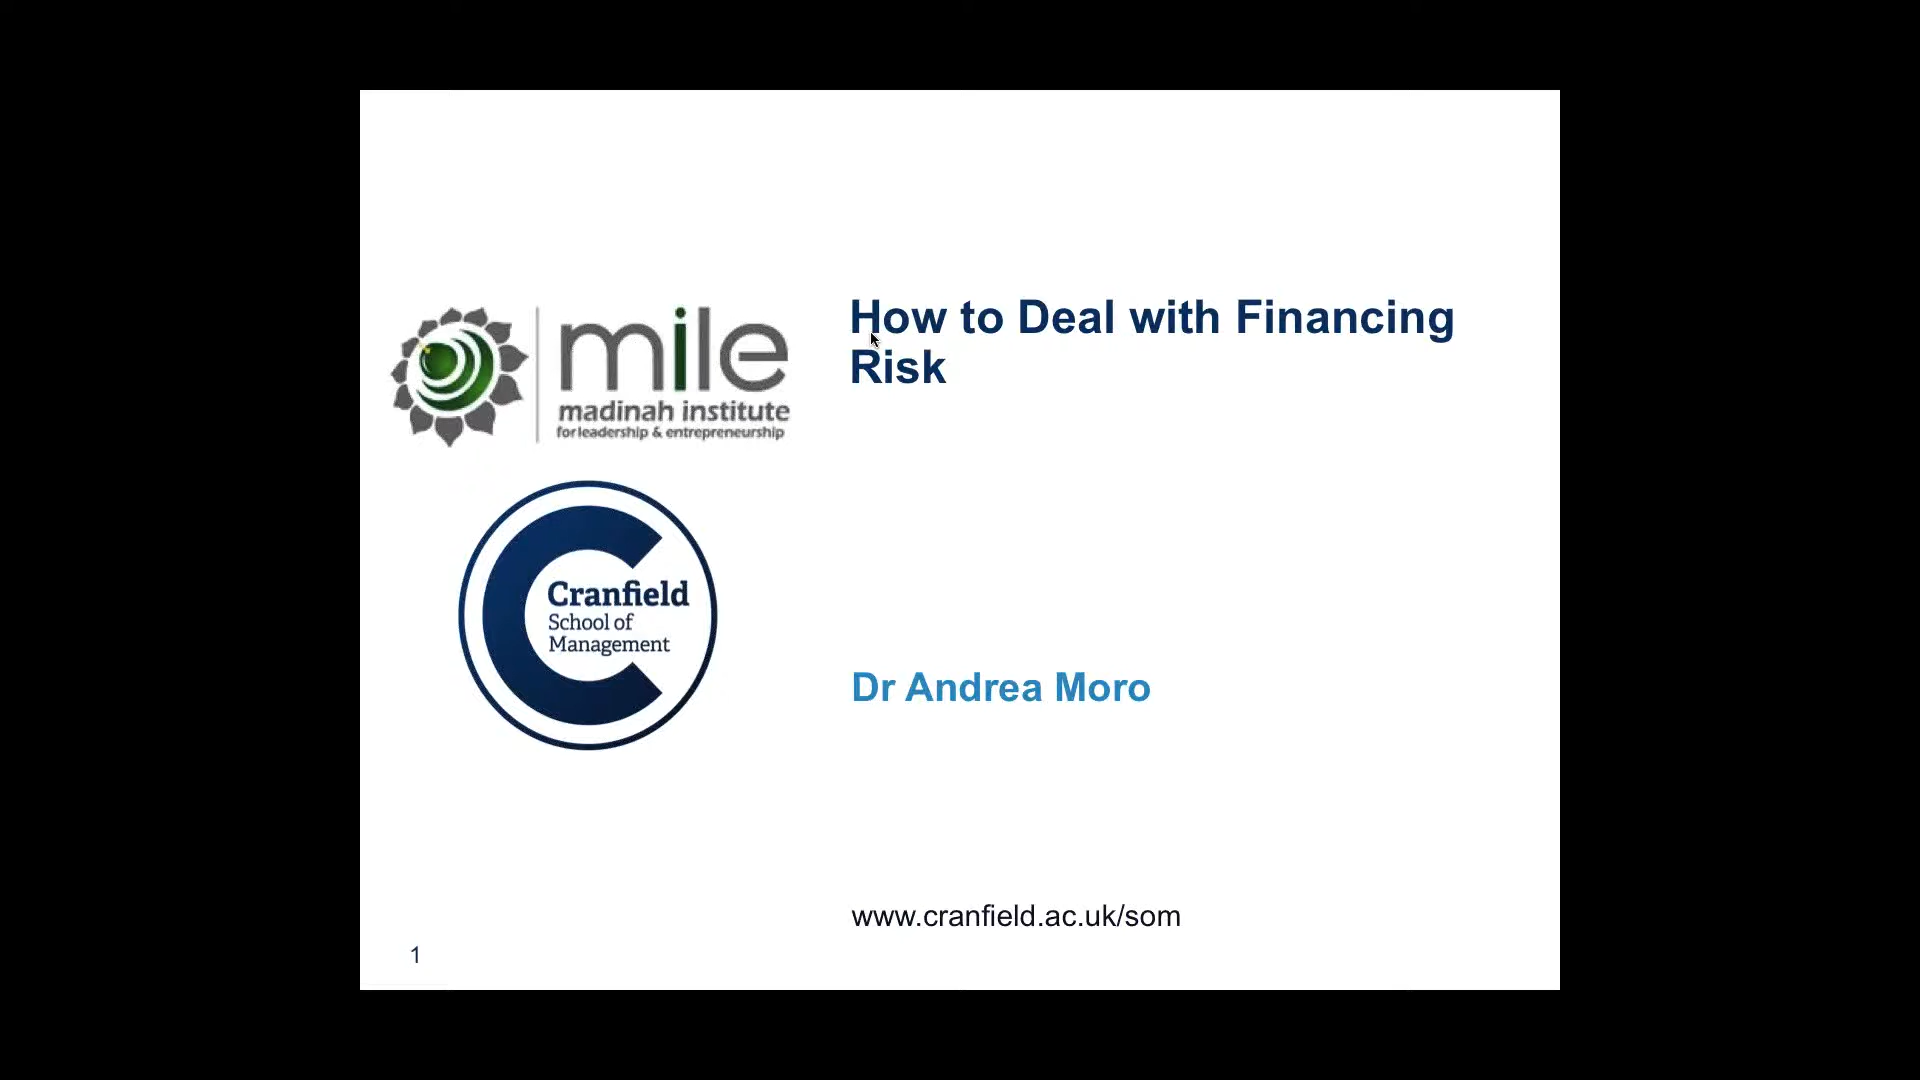 mile
madinah institute
for leadership & entrepreneurship
Cranfield
School of
Management
How to Deal with Financing
Risk
Dr Andrea Moro
www.cranfield.ac.uk/som
1